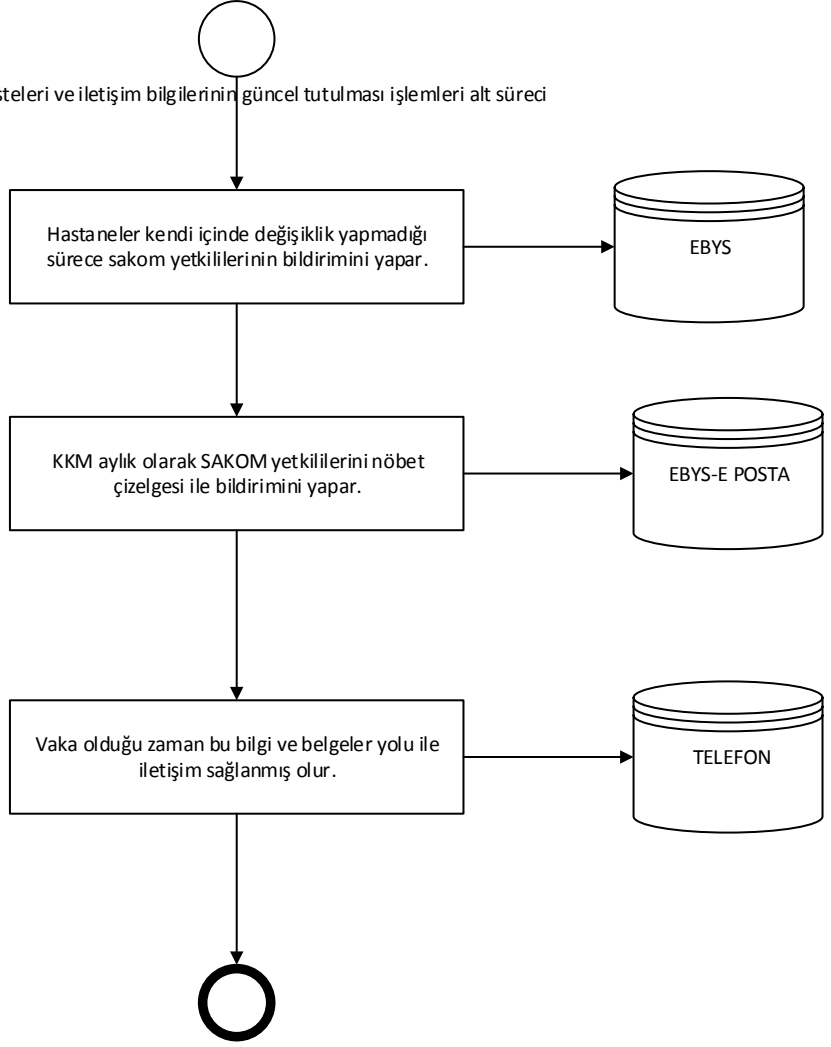 steleri ve iletişim bilgilerinin güncel tutulması işlemleri alt süreci
Hastaneler kendi içinde değişiklik yapmadığı
sürece sakom yetkililerinin bildirimini yapar.
EBYS
KKM aylık olarak SAKOM yetkililerini nöbet
çizelgesi ile bildirimini yapar.
EBYS-E POSTA
Vaka olduğu zaman bu bilgi ve belgeler yolu ile
iletişim sağlanmış olur.
TELEFON